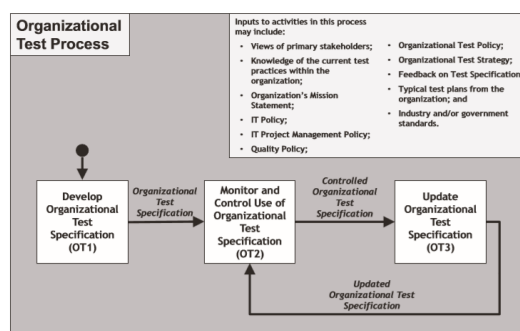 Organizational
Test Process
Inputs to activities in this process
may include:
• Views of primary stakeholders;
• Knowledge of the current test
practices within the
organization;
• Organization's Mission
Statement;
• IT Policy;
• IT Project Management Policy;
• Quality Policy;
• Organizational Test Policy;
• Organizational Test Strategy;
• Feedback on Test Specification
• Typical test plans from the
organization; and
• Industry and/or government
standards.
Develop
Organizational
Test
Specification
(OT1)
Organizational
Test
Specification
Monitor and
Control Use of
Organizational
Test
Specification
(OT2)
Controlled
Organizational
Test
Specification
Update
Organizational
Test
Specification
(OT3)
Updated
Organizational Test
Specification